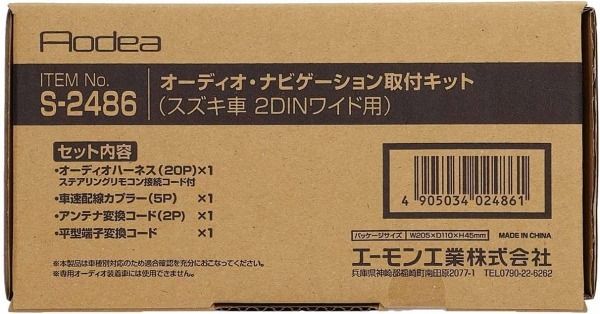 Aodea
ITEM No.
S-2486
オーディオ・ナビゲーション取付キット
(スズキ車 2DINワイド用)
セット内容
・オーディオハーネス(20P)×1
ステアリングリモコン接続コード付
・車速配線カプラー(5P) ×1
・アンテナ変換コード(2P) ×1
・平型端子変換コード ×1
※本製品は車種別対応のため適合確認を充分におこなってください。
※専用オーディオ装着車には使用できません。
4 905034 024861
パッケージサイズ W205×D110×H45mm MADE IN CHINA
エーモン工業株式会社
兵庫県神崎郡福崎町南田原2077-1 TEL0790-22-6262